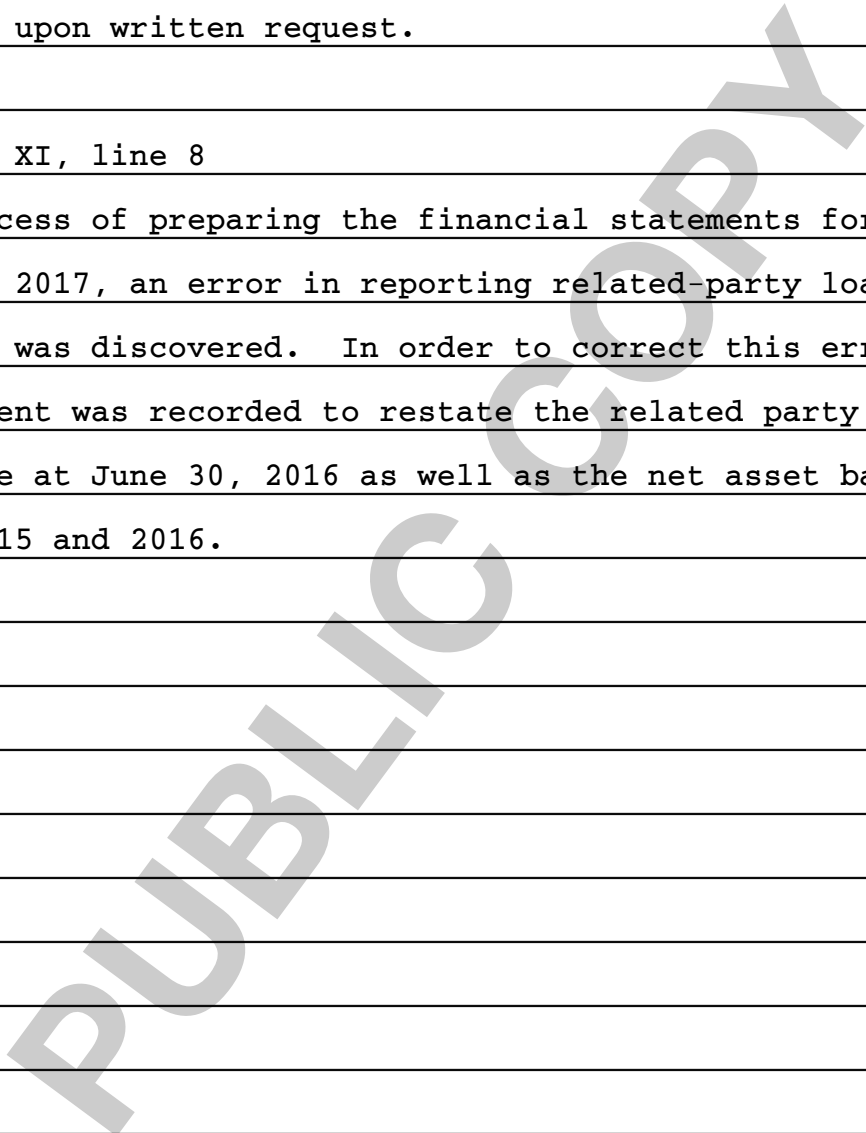 upon written request.
XI, line 8
cess of preparing the financial statements for
2017, an error in reporting related-party loa
was discovered.  In order to correct this err
ent was recorded to restate the related party
e at June 30, 2016 as well as the net asset ba
15 and 2016.
PUBLIC COPY